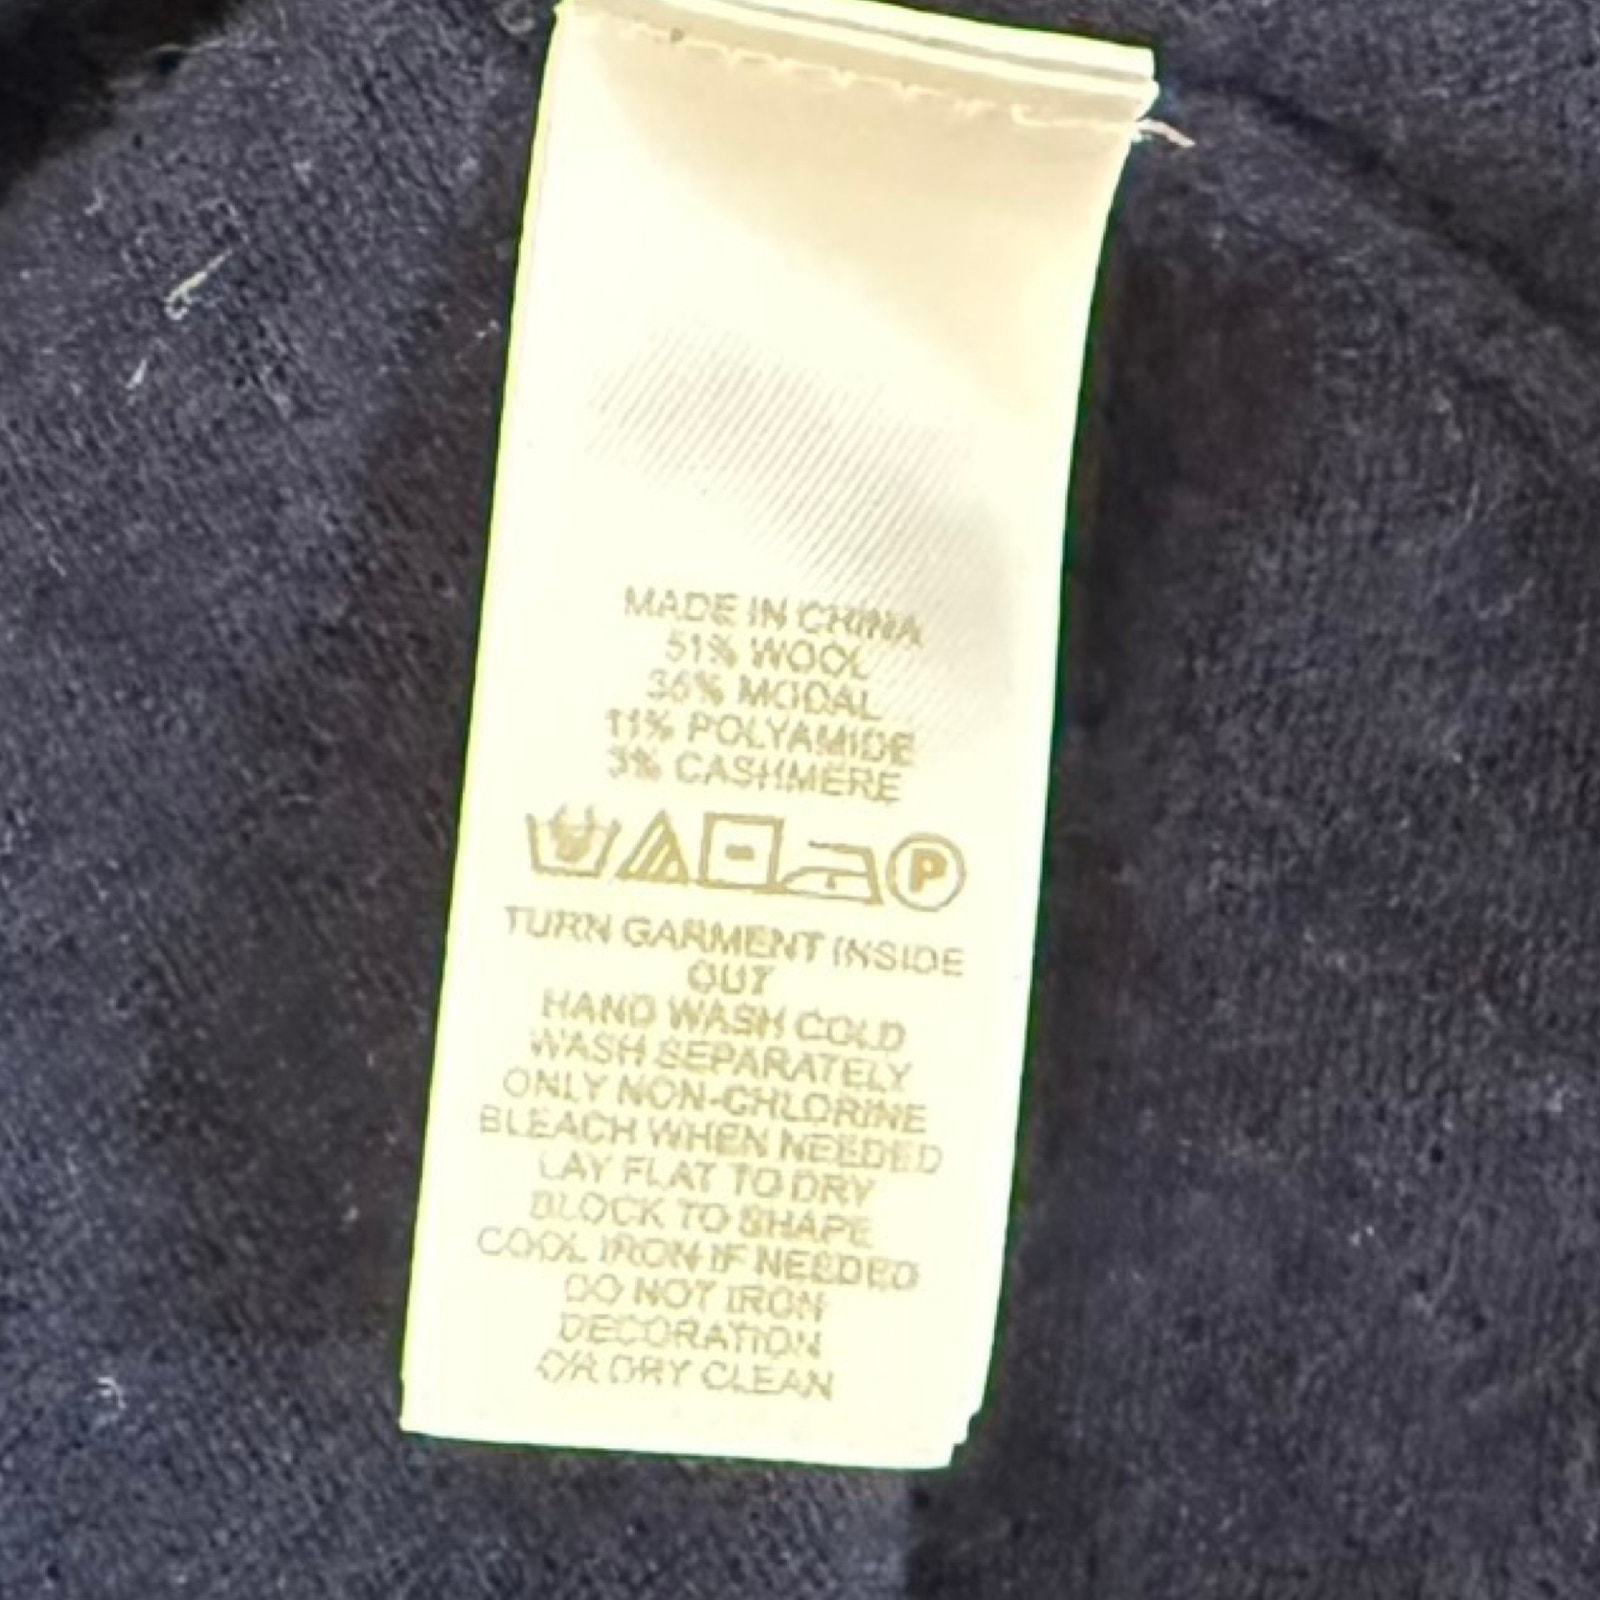 MADE IN CHINA
51% WOOL
35% MODAL
11% POLYAMIDE
3% CASHMERE
P
TURN GARMENT INSIDE
OUT
HAND WASH COLD
WASH SEPARATELY
ONLY NON-CHLORINE
BLEACH WHEN NEEDED
LAY FLAT TO DRY
BLOCK TO SHAPE
COOL IRON IF NEEDED
DO NOT IRON
DECORATION
O/R DRY CLEAN